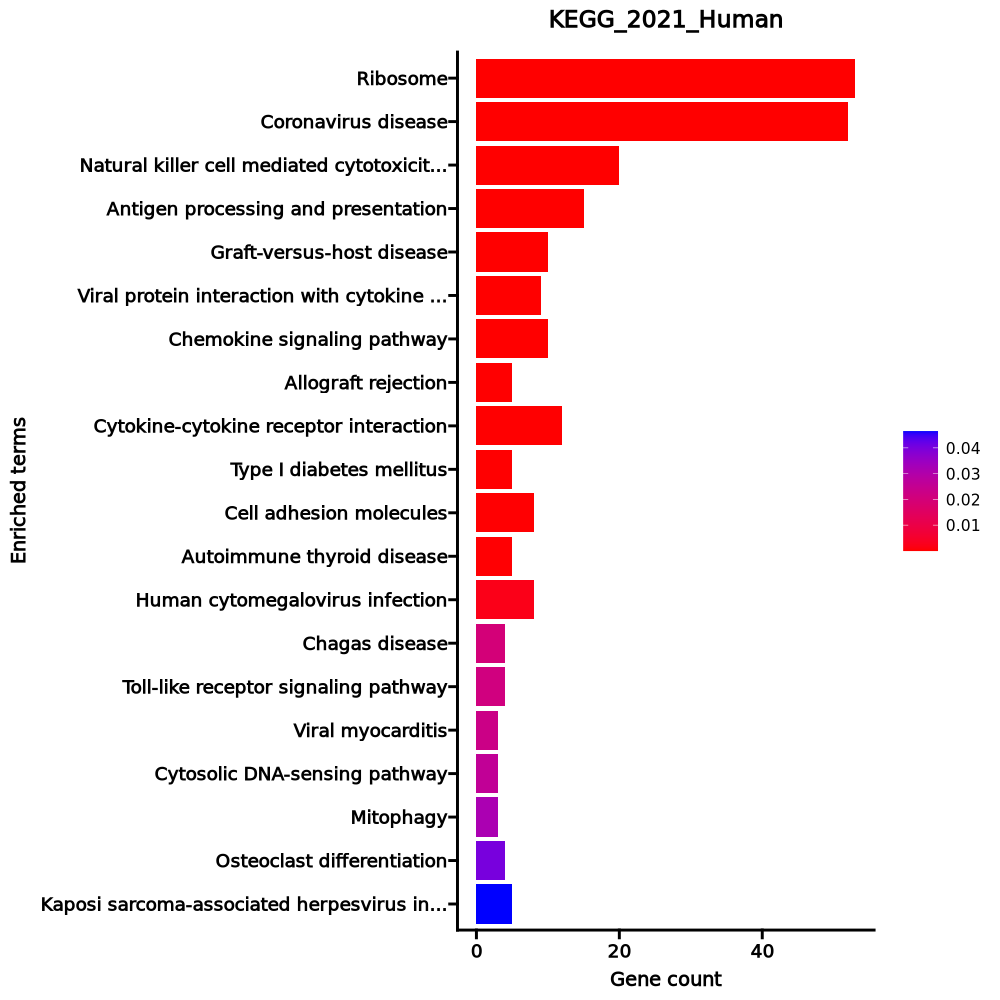 KEGG_2021_Human
Ribosome
Coronavirus disease
Natural killer cell mediated cytotoxicit...
Antigen processing and presentation
Graft-versus-host disease
Viral protein interaction with cytokine ...
Chemokine signaling pathway
Allograft rejection
Cytokine-cytokine receptor interaction
Type I diabetes mellitus
Cell adhesion molecules
Autoimmune thyroid disease
Human cytomegalovirus infection
Chagas disease
Toll-like receptor signaling pathway
Viral myocarditis
Cytosolic DNA-sensing pathway
Mitophagy
Osteoclast differentiation
Kaposi sarcoma-associated herpesvirus in...
Enriched terms
0 20 40
Gene count
0.04
0.03
0.02
0.01